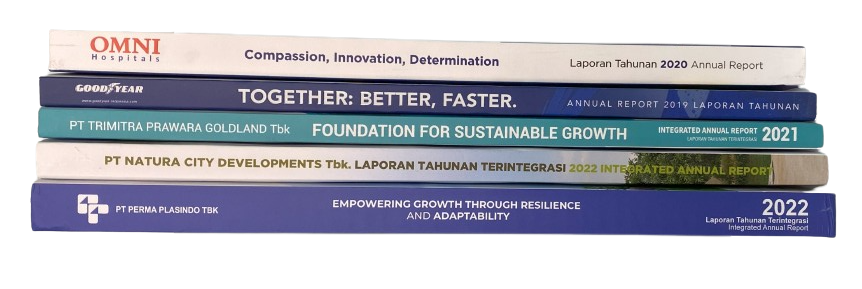 OMNI
Hospitals
Compassion, Innovation, Determination
Laporan Tahunan 2020 Annual Report
GOODYEAR
TOGETHER: BETTER, FASTER.
ANNUAL REPORT 2019 LAPORAN TAHUNAN
PT TRIMITRA PRAWARA GOLDLAND Tbk
FOUNDATION FOR SUSTAINABLE GROWTH
INTEGRATED ANNUAL REPORT
LAPORAN TAHUNAN TERINTEGRASI
2021
PT NATURA CITY DEVELOPMENTS Tbk. LAPORAN TAHUNAN TERINTEGRASI 2022 INTEGRATED ANNUAL REPORT
PT PERMA PLASINDO TBK
EMPOWERING GROWTH THROUGH RESILIENCE
AND ADAPTABILITY
2022
Laporan Tahunan Terintegrasi
Integrated Annual Report